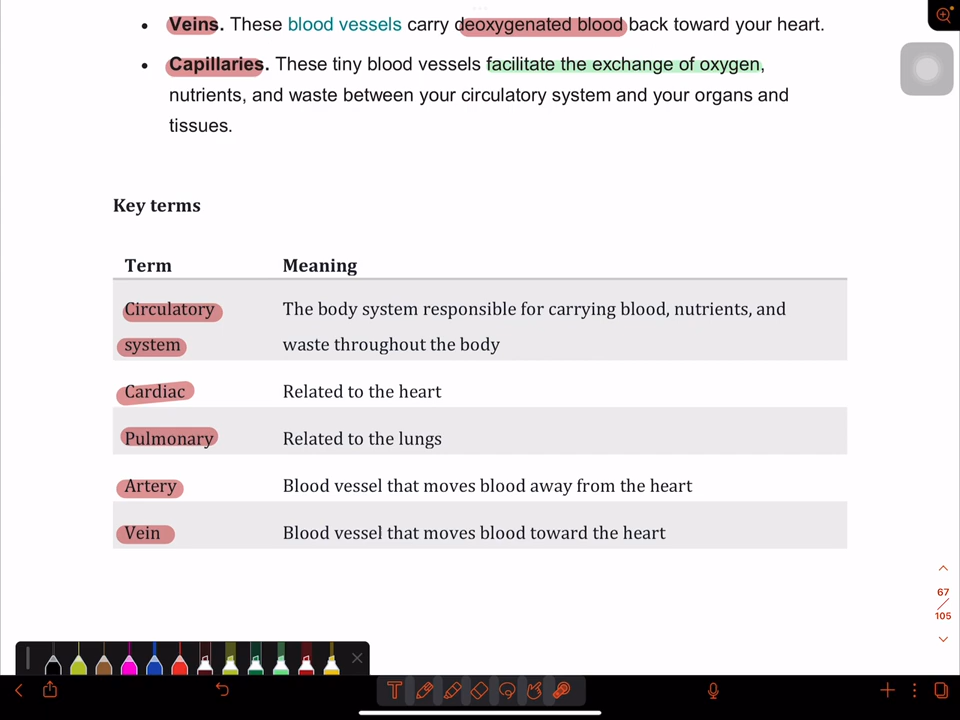 • Veins. These blood vessels carry deoxygenated blood back toward your heart.
• Capillaries. These tiny blood vessels facilitate the exchange of oxygen,
nutrients, and waste between your circulatory system and your organs and
tissues.
Key terms
Term Meaning
Circulatory The body system responsible for carrying blood, nutrients, and
system waste throughout the body
Cardiac Related to the heart
Pulmonary Related to the lungs
Artery Blood vessel that moves blood away from the heart
Vein Blood vessel that moves blood toward the heart
67
/
105